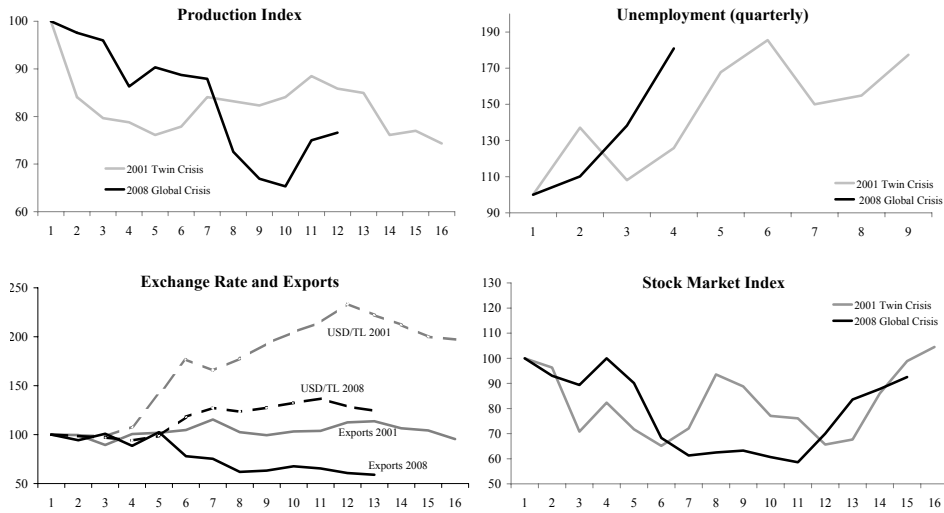 Production Index
100
90
80
70
60
2001 Twin Crisis
2008 Global Crisis
1 2 3 4 5 6 7 8 9 10 11 12 13 14 15 16
Unemployment (quarterly)
190
170
150
130
110
90
2001 Twin Crisis
2008 Global Crisis
1 2 3 4 5 6 7 8 9
Exchange Rate and Exports
250
200
150
100
50
USD/TL 2001
USD/TL 2008
Exports 2001
Exports 2008
1 2 3 4 5 6 7 8 9 10 11 12 13 14 15 16
Stock Market Index
130
120
110
100
90
80
70
60
50
2001 Twin Crisis
2008 Global Crisis
1 2 3 4 5 6 7 8 9 10 11 12 13 14 15 16